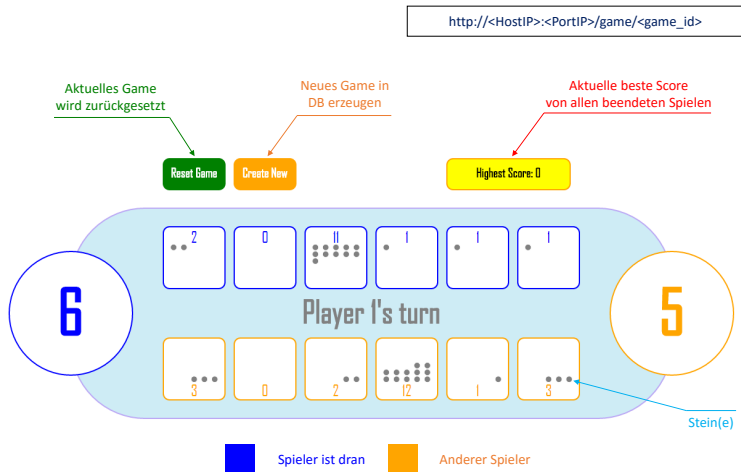 http://<HostIP>:<PortIP>/game/<game_id>
Aktuelles Game
wird zurückgesetzt
Neues Game in
DB erzeugen
Aktuelle beste Score
von allen beendeten Spielen
Reset Game
Create New
Highest Score: 0
2
0
11
1
1
1
6
Player 1's turn
5
3
0
2
12
1
3
Stein(e)
Spieler ist dran
Anderer Spieler